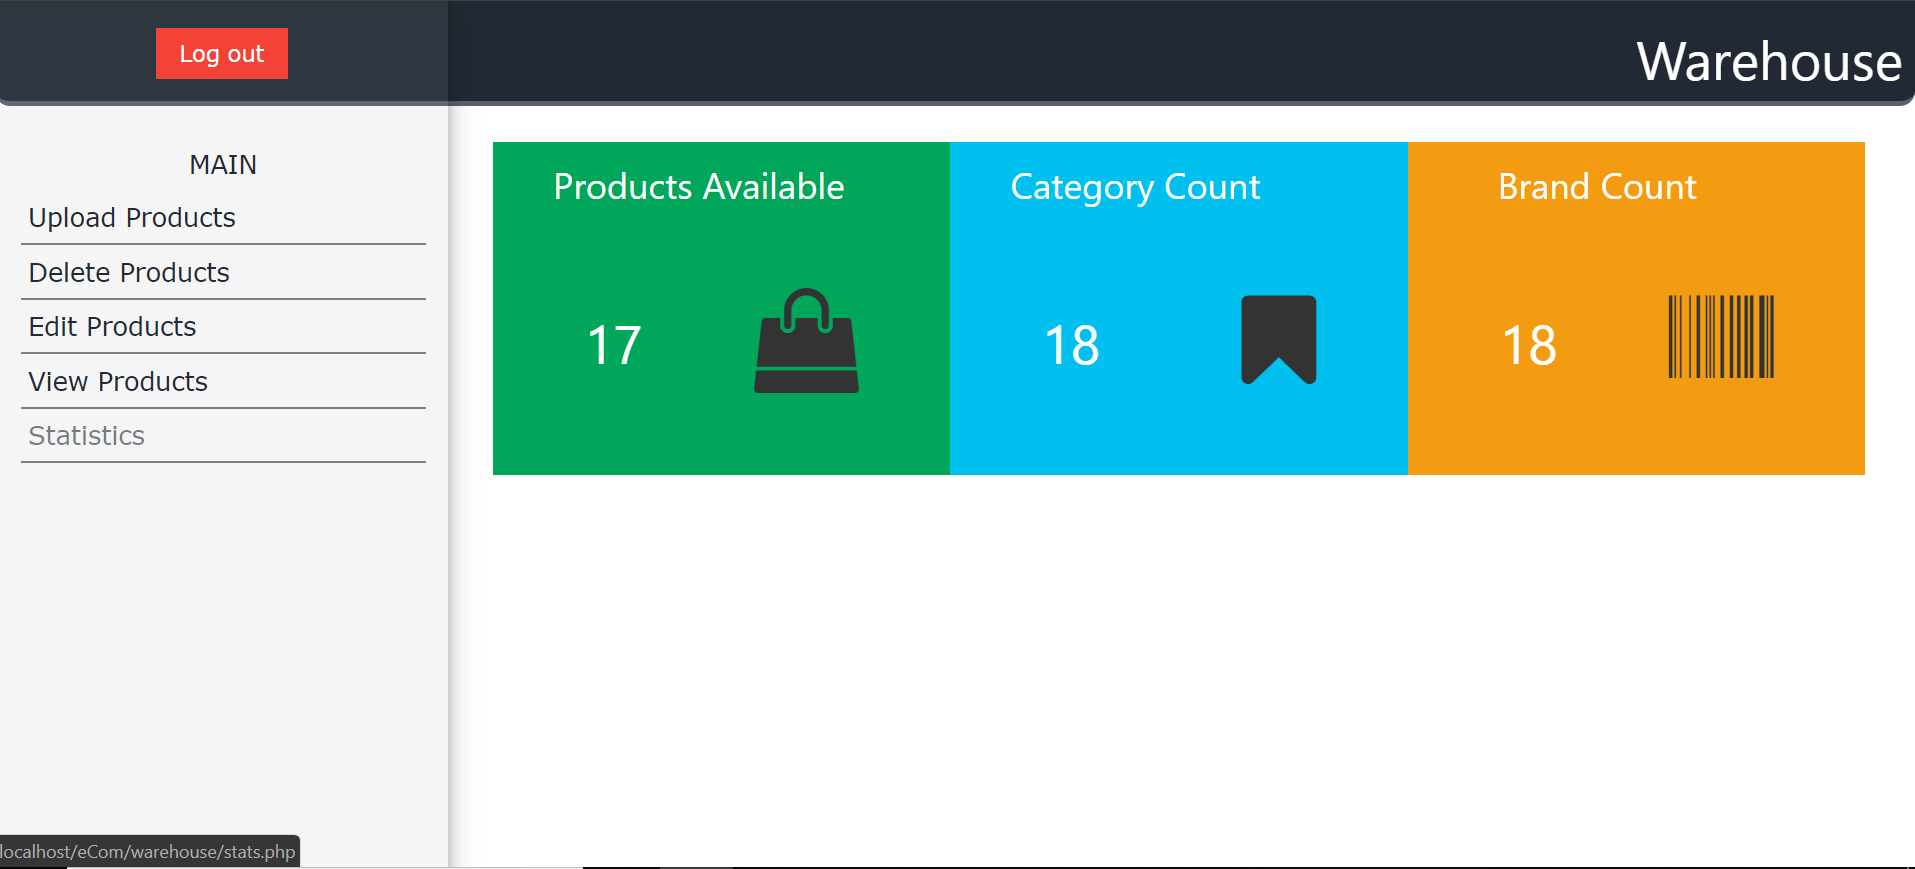 Log out
Warehouse
MAIN
Upload Products
Delete Products
Edit Products
View Products
Statistics
Products Available
17
Category Count
18
Brand Count
18
localhost/eCom/warehouse/stats.php